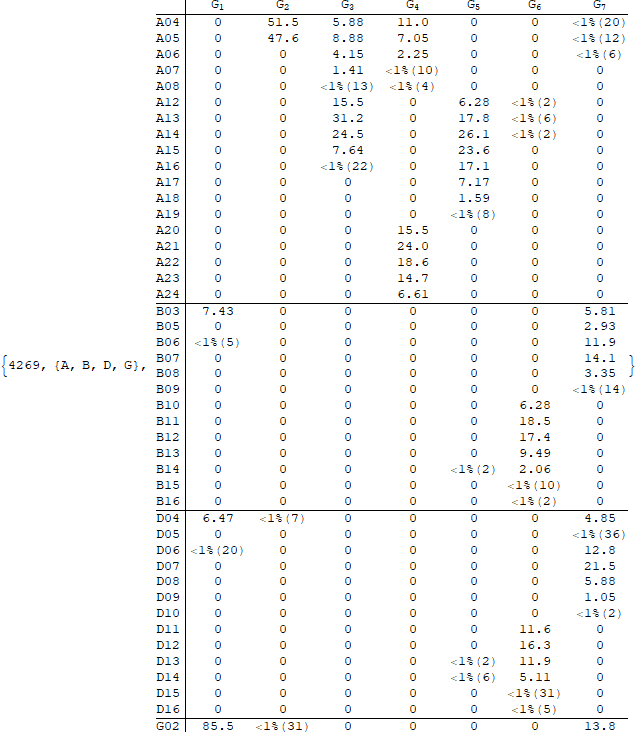 G₁ G₂ G₃ G₄ G₅ G₆ G₇
A04 0 51.5 5.88 11.0 0 0 <1%(20)
A05 0 47.6 8.88 7.05 0 0 <1%(12)
A06 0 0 4.15 2.25 0 0 <1%(6)
A07 0 0 1.41 <1%(10) 0 0 0
A08 0 0 <1%(13) <1%(4) 0 0 0
A12 0 0 15.5 0 6.28 <1%(2) 0
A13 0 0 31.2 0 17.8 <1%(6) 0
A14 0 0 24.5 0 26.1 <1%(2) 0
A15 0 0 7.64 0 23.6 0 0
A16 0 0 <1%(22) 0 17.1 0 0
A17 0 0 0 0 7.17 0 0
A18 0 0 0 0 1.59 0 0
A19 0 0 0 0 <1%(8) 0 0
A20 0 0 0 15.5 0 0 0
A21 0 0 0 24.0 0 0 0
A22 0 0 0 18.6 0 0 0
A23 0 0 0 14.7 0 0 0
A24 0 0 0 6.61 0 0 0
B03 7.43 0 0 0 0 0 5.81
B05 0 0 0 0 0 0 2.93
B06 <1%(5) 0 0 0 0 0 11.9
{4269, {A, B, D, G}, B07 0 0 0 0 0 0 14.1 }
B08 0 0 0 0 0 0 3.35
B09 0 0 0 0 0 0 <1%(14)
B10 0 0 0 0 0 6.28 0
B11 0 0 0 0 0 18.5 0
B12 0 0 0 0 0 17.4 0
B13 0 0 0 0 0 9.49 0
B14 0 0 0 0 <1%(2) 2.06 0
B15 0 0 0 0 0 <1%(10) 0
B16 0 0 0 0 0 <1%(2) 0
D04 6.47 <1%(7) 0 0 0 0 4.85
D05 0 0 0 0 0 0 <1%(36)
D06 <1%(20) 0 0 0 0 0 12.8
D07 0 0 0 0 0 0 21.5
D08 0 0 0 0 0 0 5.88
D09 0 0 0 0 0 0 1.05
D10 0 0 0 0 0 0 <1%(2)
D11 0 0 0 0 0 11.6 0
D12 0 0 0 0 0 16.3 0
D13 0 0 0 0 <1%(2) 11.9 0
D14 0 0 0 0 <1%(6) 5.11 0
D15 0 0 0 0 0 <1%(31) 0
D16 0 0 0 0 0 <1%(5) 0
G02 85.5 <1%(31) 0 0 0 0 13.8